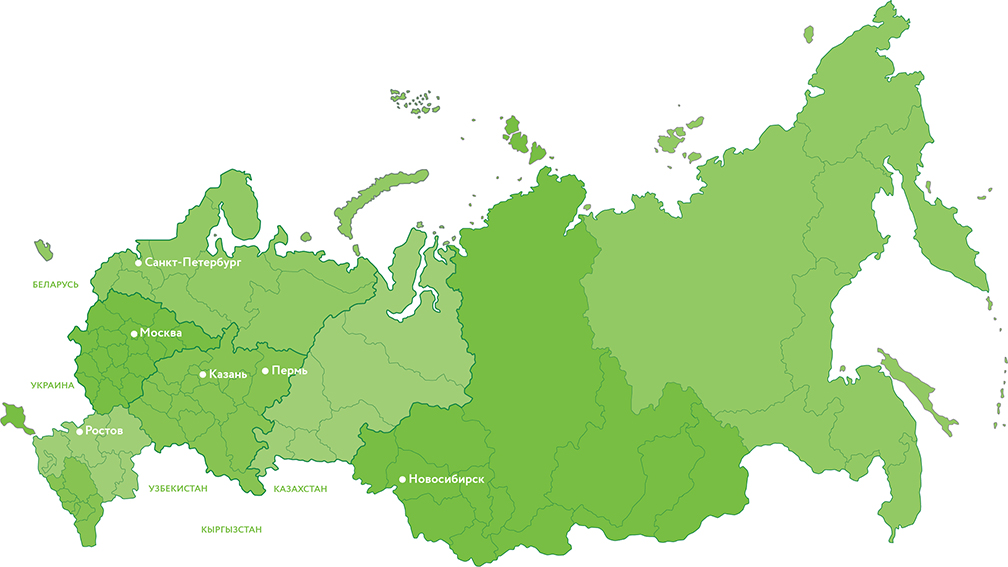 Санкт-Петербург
БЕЛАРУСЬ
Москва
Казань
Пермь
УКРАИНА
Ростов
Новосибирск
УЗБЕКИСТАН
КАЗАХСТАН
КЫРГЫЗСТАН